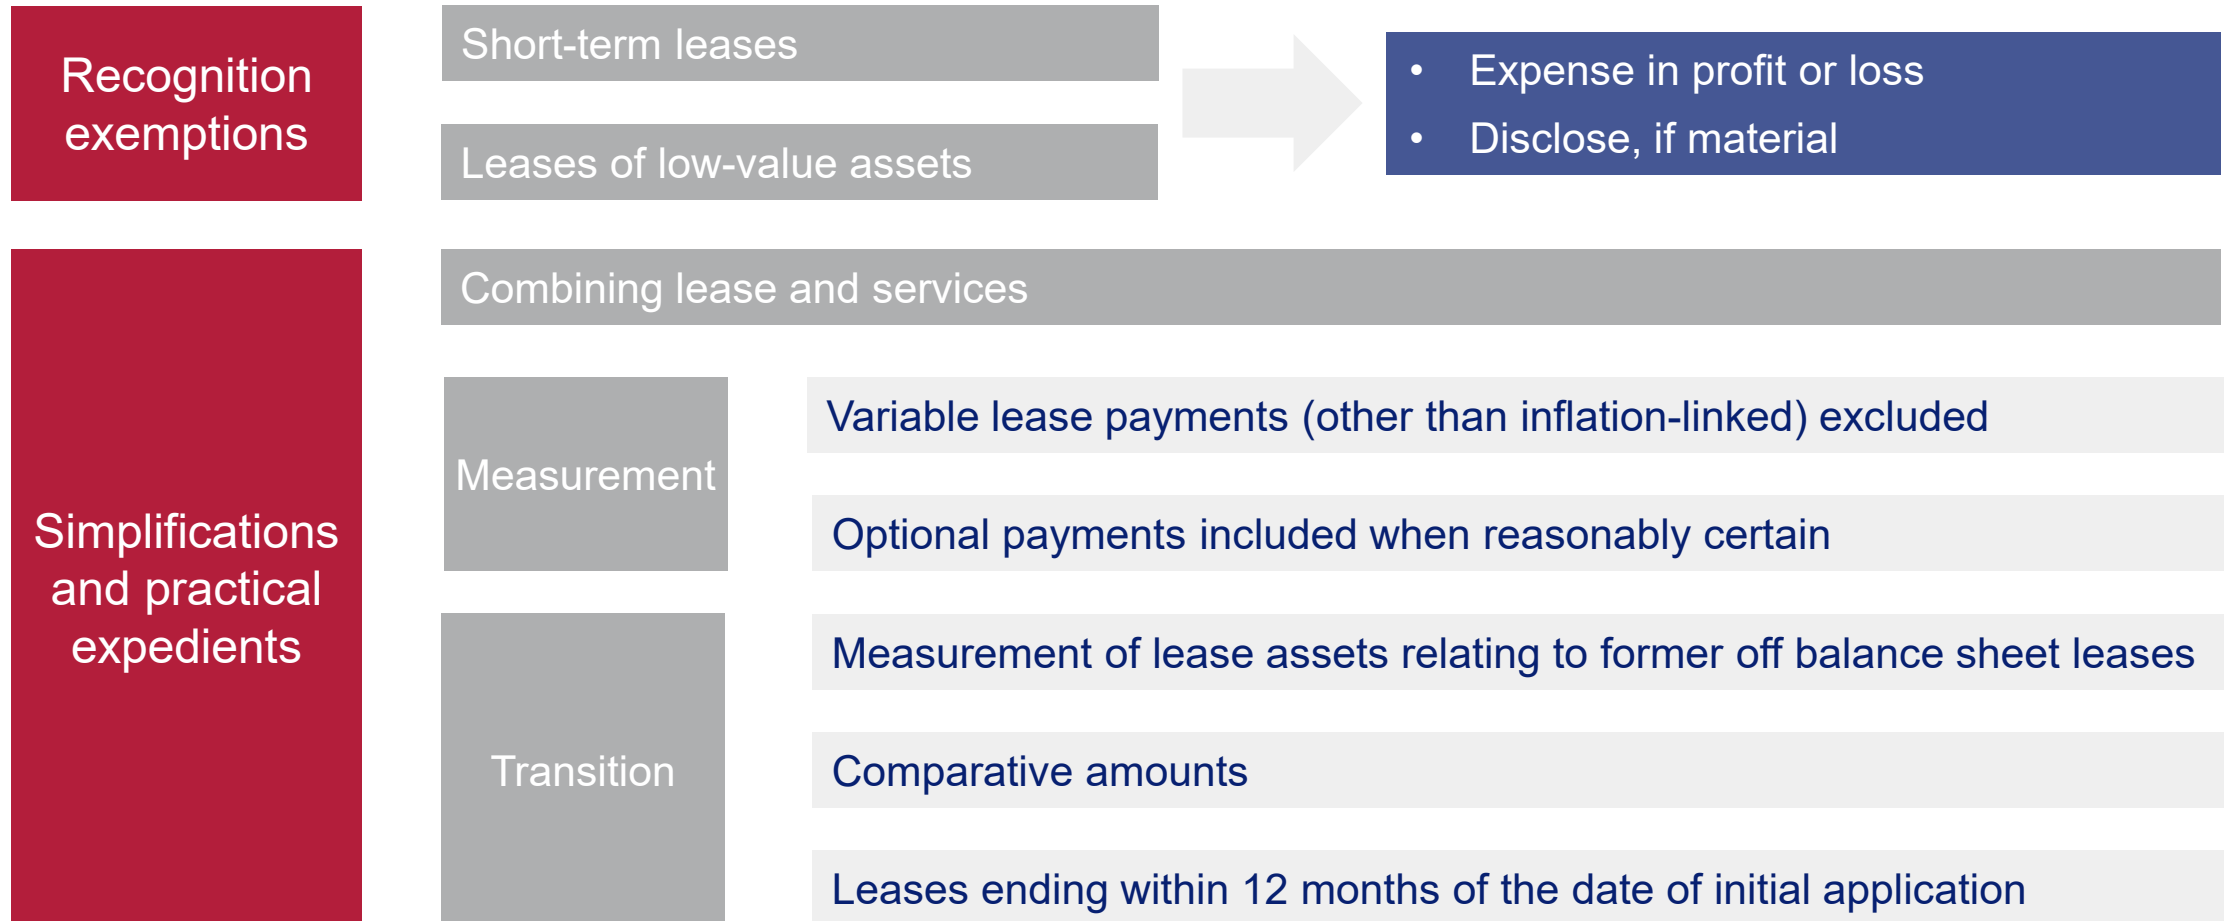 Recognition
exemptions
Short-term leases
Leases of low-value assets
• Expense in profit or loss
• Disclose, if material
Simplifications
and practical
expedients
Combining lease and services
Measurement
Variable lease payments (other than inflation-linked) excluded
Optional payments included when reasonably certain
Transition
Measurement of lease assets relating to former off balance sheet leases
Comparative amounts
Leases ending within 12 months of the date of initial application